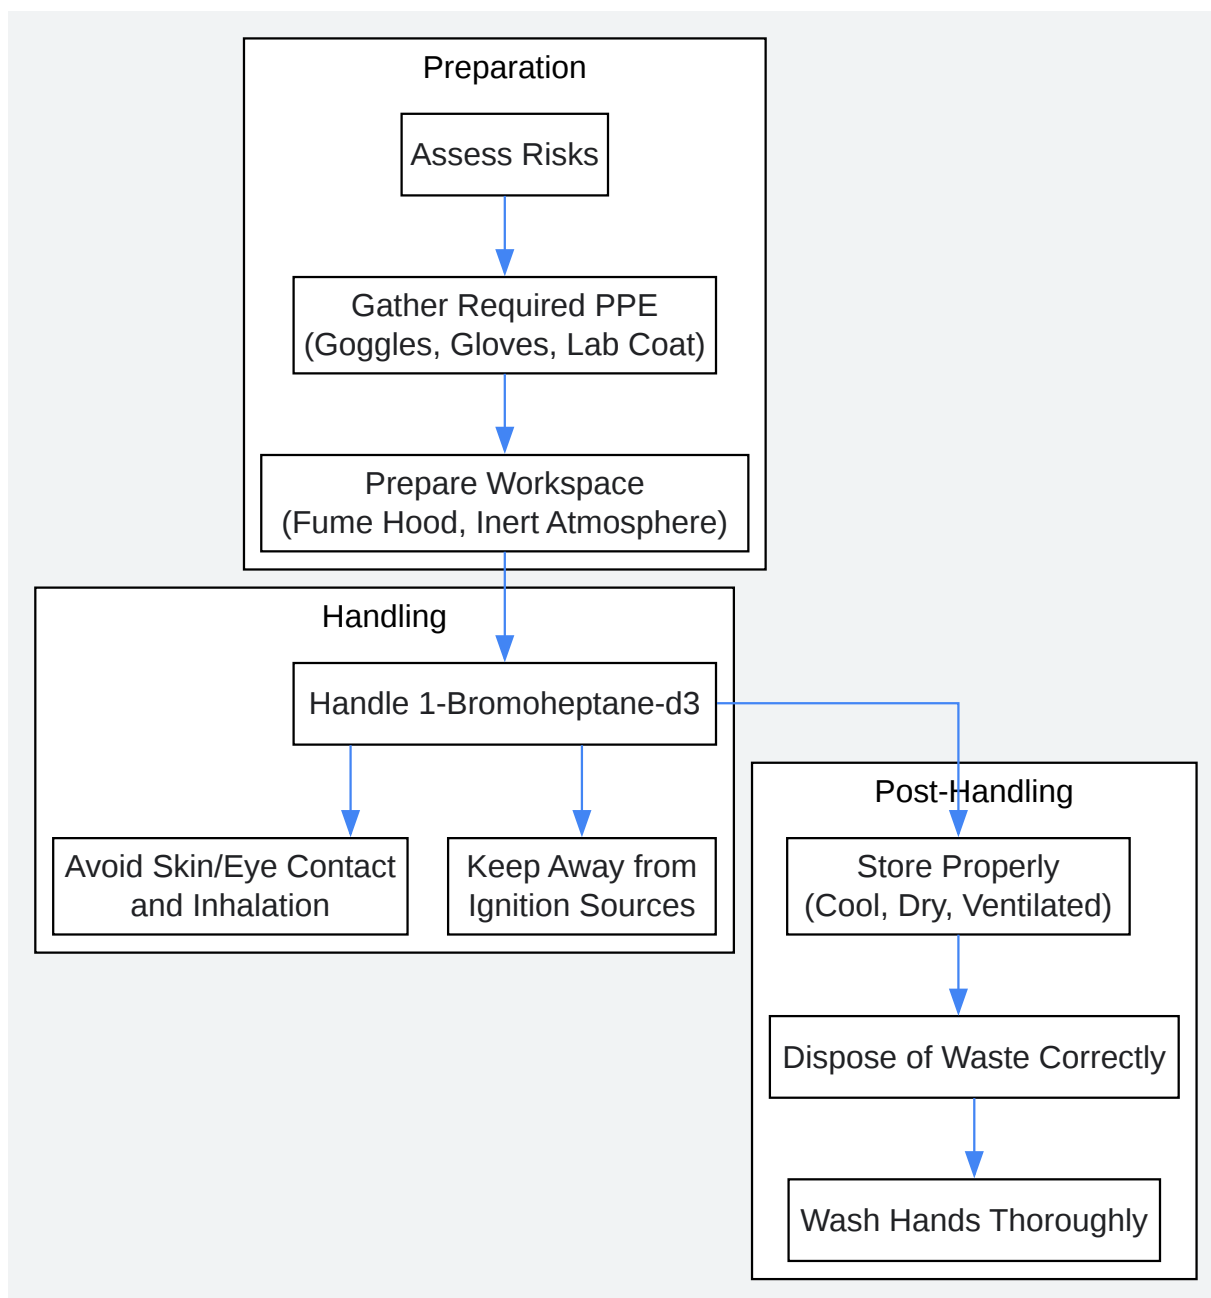 Preparation
Assess Risks
Gather Required PPE
(Goggles, Gloves, Lab Coat)
Prepare Workspace
(Fume Hood, Inert Atmosphere)
Handling
Handle 1-Bromoheptane-d3
Avoid Skin/Eye Contact
and Inhalation
Keep Away from
Ignition Sources
Post-Handling
Store Properly
(Cool, Dry, Ventilated)
Dispose of Waste Correctly
Wash Hands Thoroughly